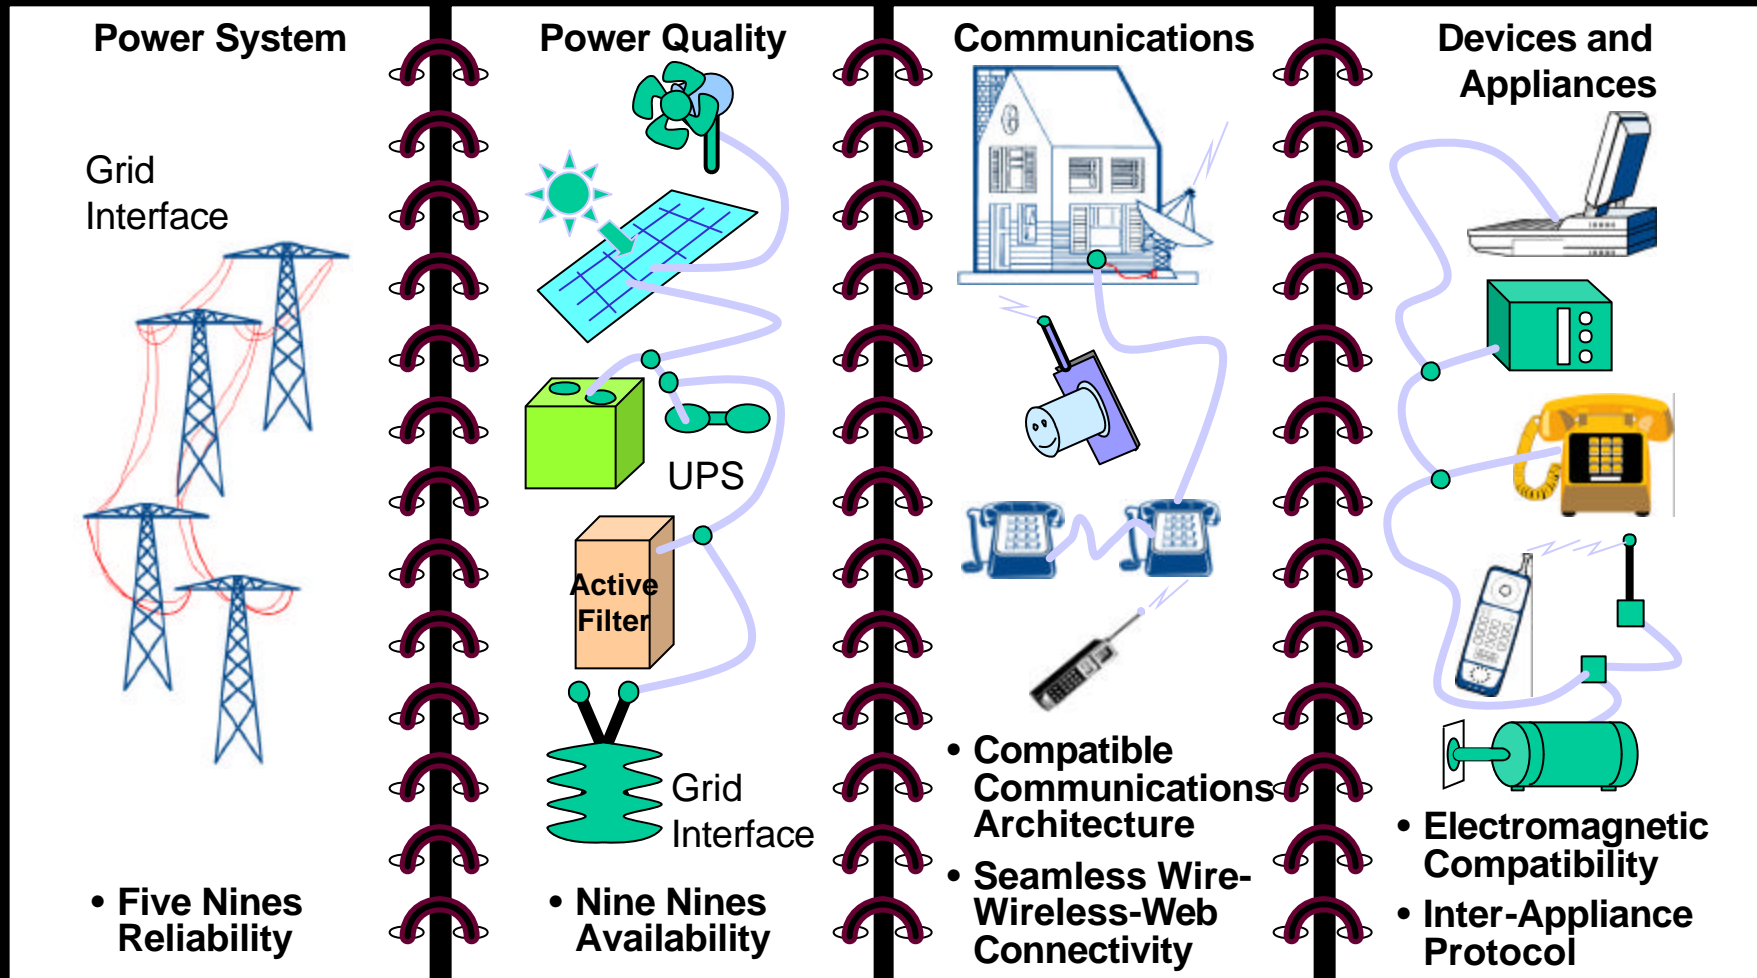 Power System
Grid
Interface
• Five Nines
Reliability
Power Quality
UPS
Active
Filter
Grid
Interface
• Nine Nines
Availability
Communications
• Compatible
Communications
Architecture
• Seamless Wire-
Wireless-Web
Connectivity
Devices and
Appliances
• Electromagnetic
Compatibility
• Inter-Appliance
Protocol